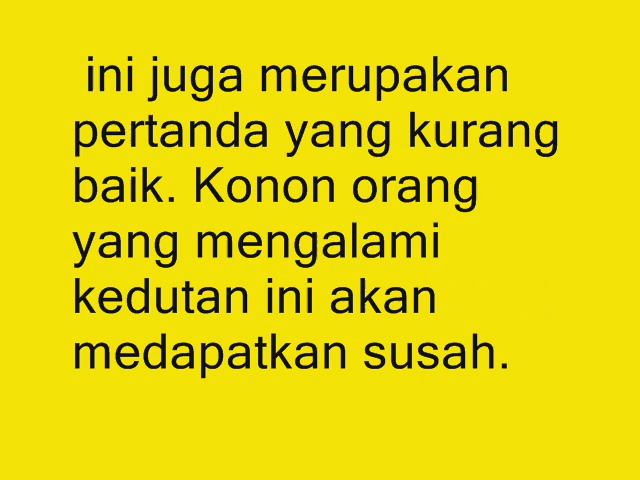 ini juga merupakan
pertanda yang kurang
baik. Konon orang
yang mengalami
kedutan ini akan
medapatkan susah.